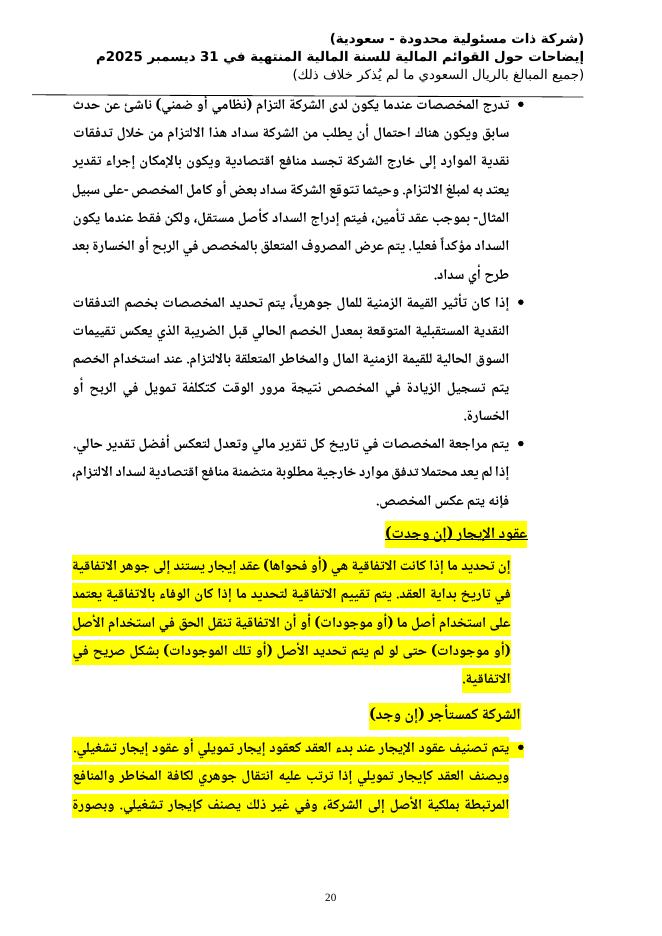 (شركة ذات مسئولية محدودة - سعودية)
إيضاحات حول القوائم المالية للسنة المالية المنتهية في 31 ديسمبر 2025م
(جميع المبالغ بالريال السعودي ما لم يُذكر خلاف ذلك)
• تدرج المخصصات عندما يكون لدى الشركة التزام (نظامي أو ضمني) ناشئ عن حدث
سابق ويكون هناك احتمال أن يطلب من الشركة سداد هذا الالتزام من خلال تدفقات
نقدية الموارد إلى خارج الشركة تجسد منافع اقتصادية ويكون بالإمكان إجراء تقدير
يعتد به لمبلغ الالتزام. وحيثما تتوقع الشركة سداد بعض أو كامل المخصص -على سبيل
المثال- بموجب عقد تأمين، فيتم إدراج السداد كأصل مستقل، ولكن فقط عندما يكون
السداد مؤكداً فعليا. يتم عرض المصروف المتعلق بالمخصص في الربح أو الخسارة بعد
طرح أي سداد.
• إذا كان تأثير القيمة الزمنية للمال جوهرياً، يتم تحديد المخصصات بخصم التدفقات
النقدية المستقبلية المتوقعة بمعدل الخصم الحالي قبل الضريبة الذي يعكس تقييمات
السوق الحالية للقيمة الزمنية المال والمخاطر المتعلقة بالالتزام. عند استخدام الخصم
يتم تسجيل الزيادة في المخصص نتيجة مرور الوقت كتكلفة تمويل في الربح أو
الخسارة.
• يتم مراجعة المخصصات في تاريخ كل تقرير مالي وتعدل لتعكس أفضل تقدير حالي.
إذا لم يعد محتملا تدفق موارد خارجية مطلوبة متضمنة منافع اقتصادية لسداد الالتزام،
فإنه يتم عكس المخصص.
عقود الإيجار (إن وجدت)
إن تحديد ما إذا كانت الاتفاقية هي (أو فحواها) عقد إيجار يستند إلى جوهر الاتفاقية
في تاريخ بداية العقد. يتم تقييم الاتفاقية لتحديد ما إذا كان الوفاء بالاتفاقية يعتمد
على استخدام أصل ما (أو موجودات) أو أن الاتفاقية تنقل الحق في استخدام الأصل
(أو موجودات) حتى لو لم يتم تحديد الأصل (أو تلك الموجودات) بشكل صريح في
الاتفاقية.
الشركة كمستأجر (إن وجد)
• يتم تصنيف عقود الإيجار عند بدء العقد كعقود إيجار تمويلي أو عقود إيجار تشغيلي.
ويصنف العقد كإيجار تمويلي إذا ترتب عليه انتقال جوهري لكافة المخاطر والمنافع
المرتبطة بملكية الأصل إلى الشركة، وفي غير ذلك يصنف كإيجار تشغيلي. وبصورة
20